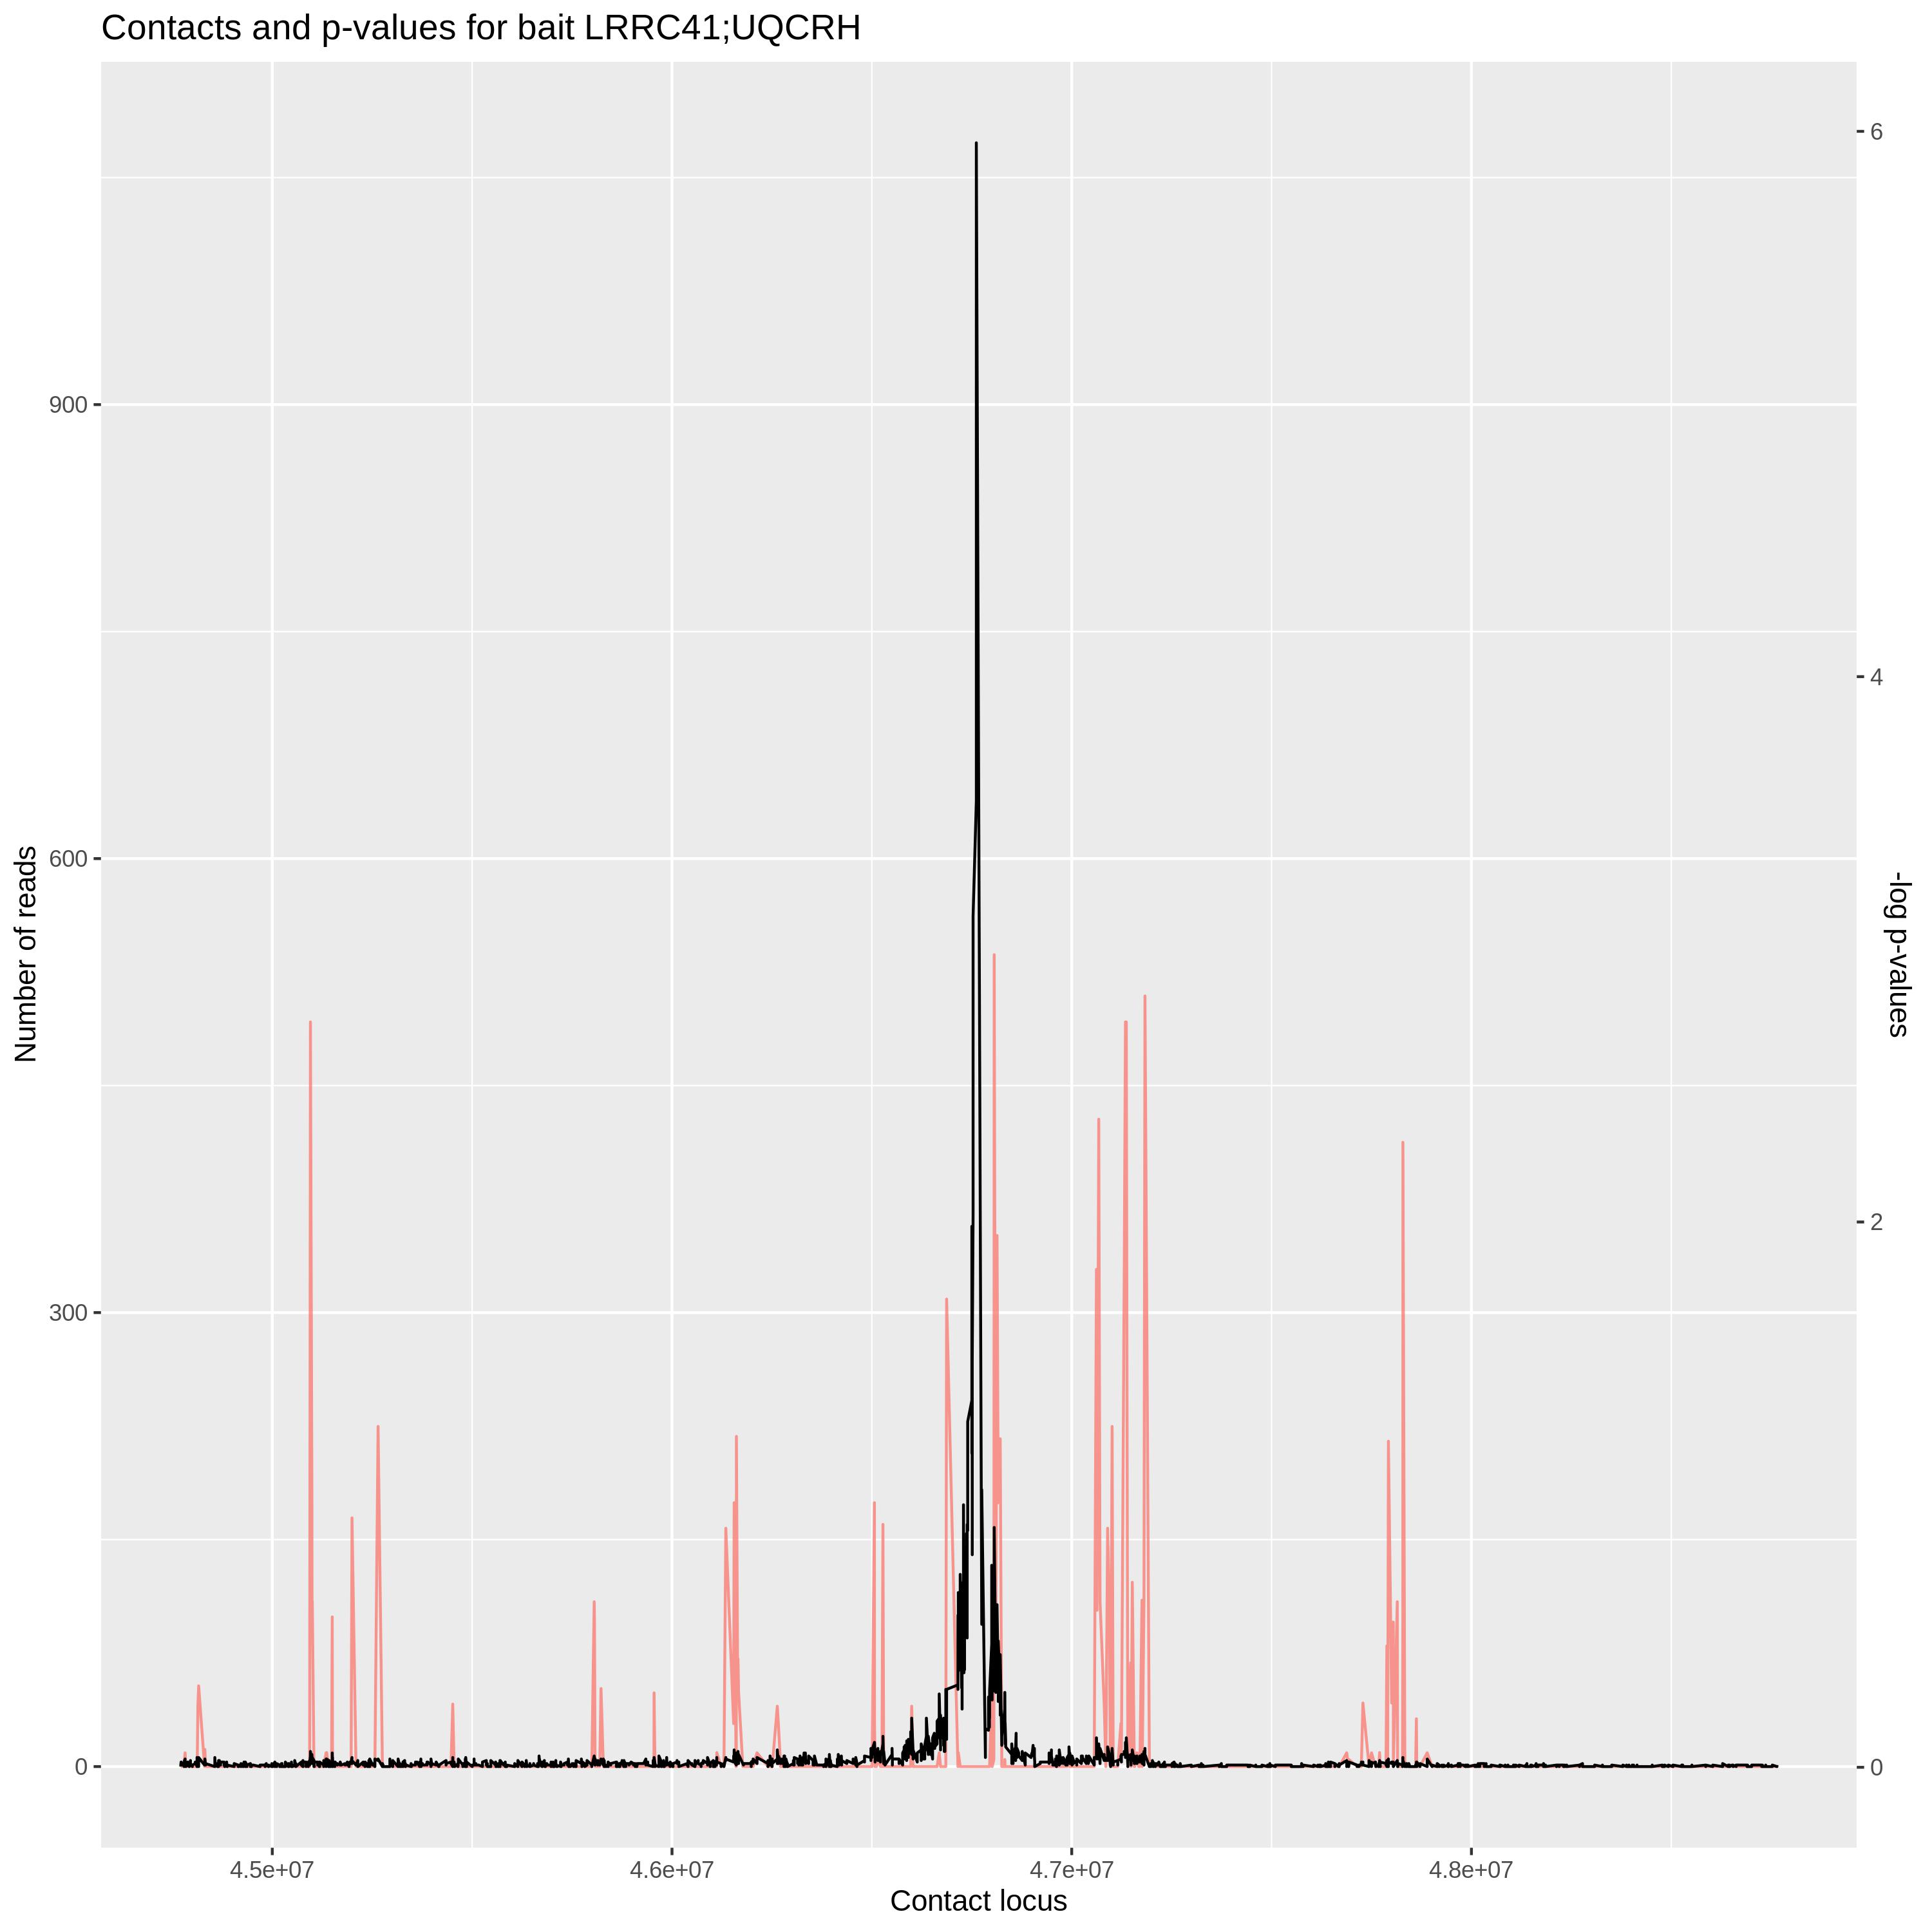 Contacts and p-values for bait LRRC41;UQCRH
Number of reads
900
600
300
0
6
4
2
0
-log p-values
4.5e+07
4.6e+07
4.7e+07
4.8e+07
Contact locus